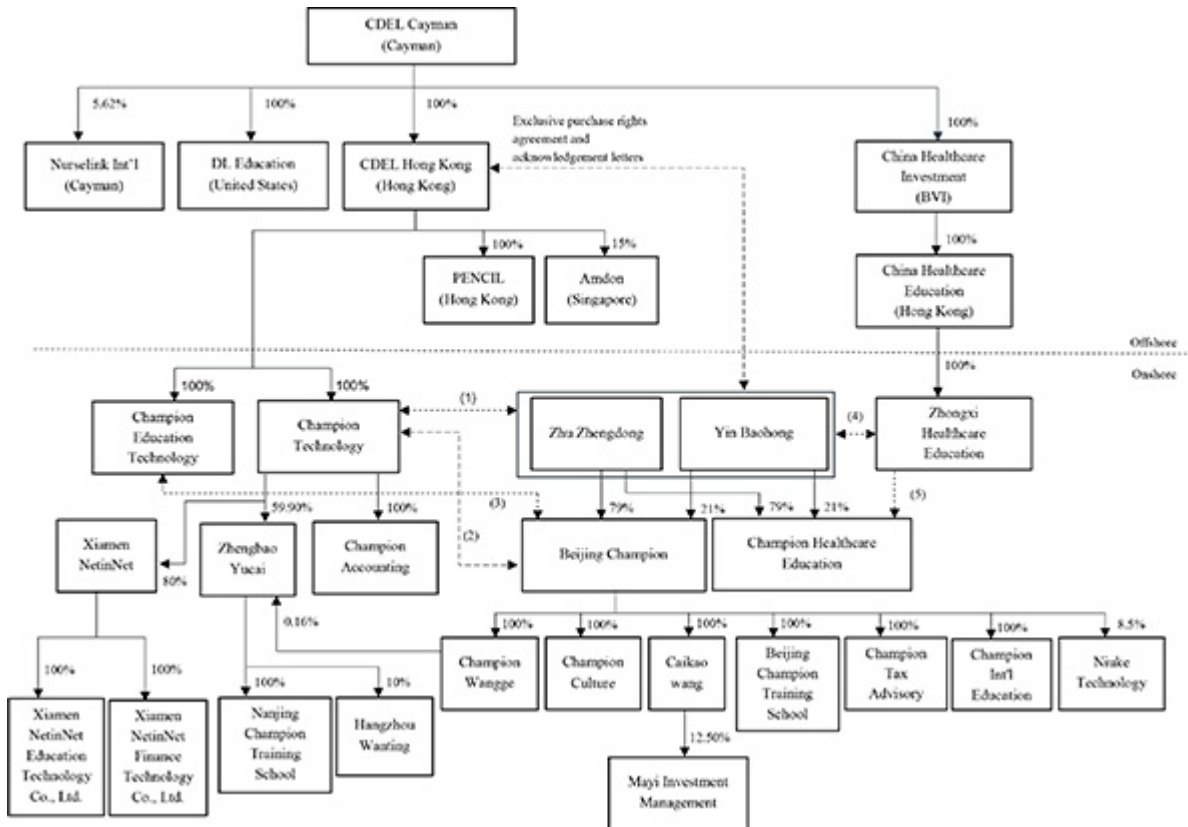 CDEL Cayman
(Cayman)
5.62%
100%
100%
100%
Exclusive purchase rights
agreement and
acknowledgement letters
Nurselink Int'l
(Cayman)
DL Education
(United States)
CDEL Hong Kong
(Hong Kong)
China Healthcare
Investment
(BVI)
100%
15%
100%
PENCIL
(Hong Kong)
Amdon
(Singapore)
China Healthcare
Education
(Hong Kong)
Offshore
Onshore
100%
100%
100%
Champion
Education
Technology
Champion
Technology
(1)
Zhu Zhengdong
Yin Baohong
(4)
Zhongxi
Healthcare
Education
(3)
(5)
59.90%
100%
79%
21%
79%
21%
(2)
Xiamen
NetinNet
80%
Zhengbao
Yucai
Champion
Accounting
Beijing Champion
Champion Healthcare
Education
0.16%
100%
100%
100%
100%
100%
100%
8.5%
Champion
Wangge
Champion
Culture
Caikao
wang
Beijing
Champion
Training
School
Champion
Tax
Advisory
Champion
Int'l
Education
Technology
100%
100%
100%
10%
12.50%
Xiamen
NetinNet
Education
Technology
Co., Ltd.
Xiamen
NetinNet
Finance
Technology
Co., Ltd.
Nanjing
Champion
Training
School
Hangzhou
Wanting
Mayi Investment
Management